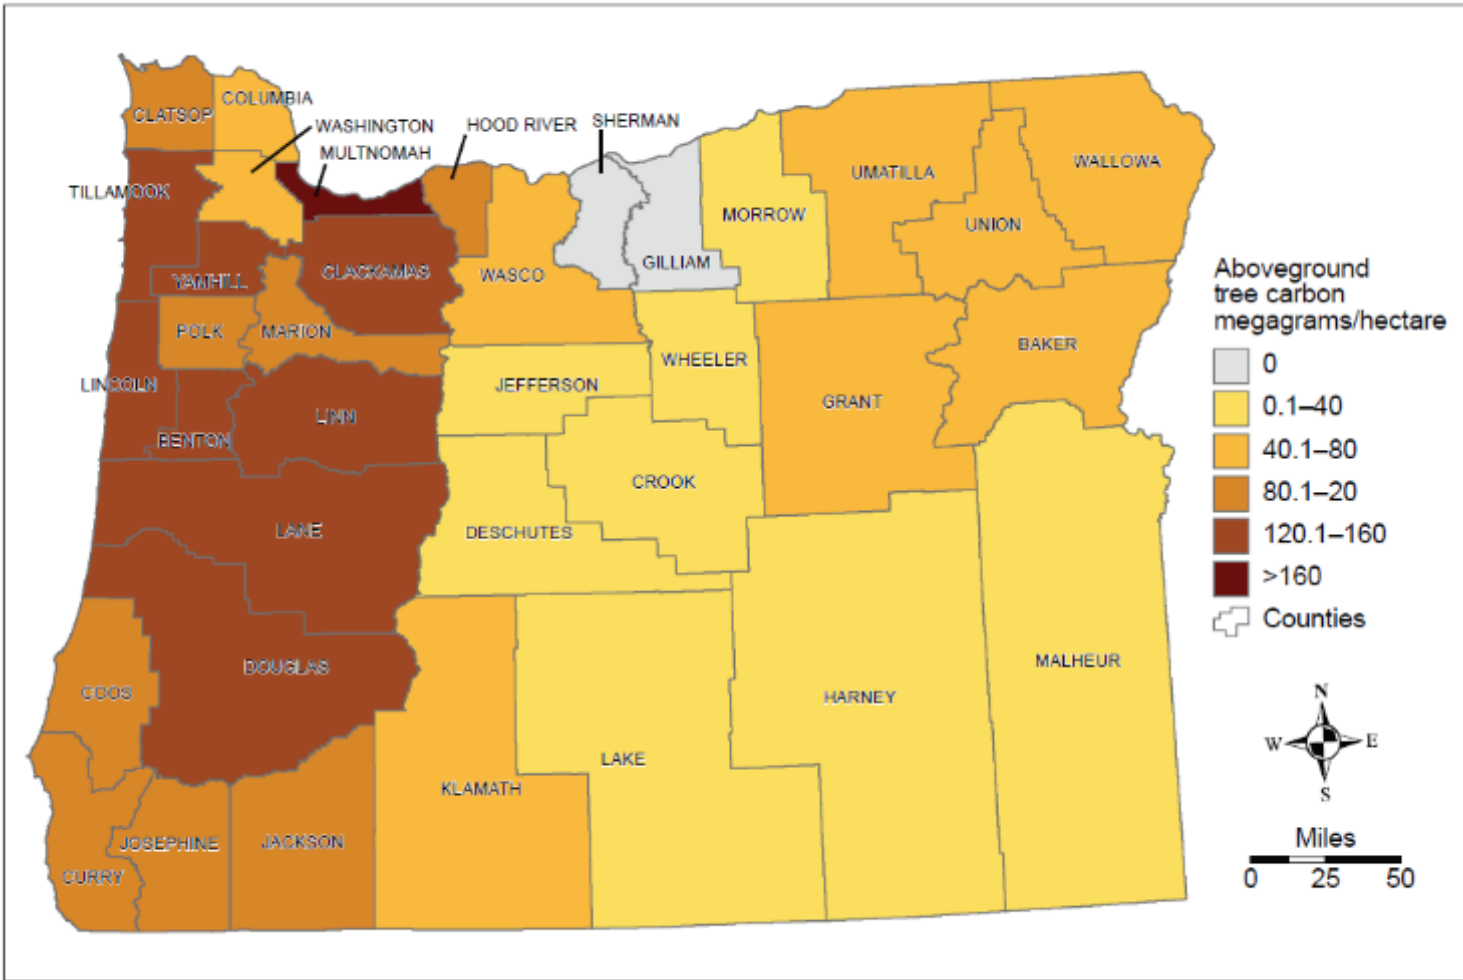 CLATSOP
COLUMBIA
WASHINGTON
MULTNOMAH
HOOD RIVER
SHERMAN
TILLAMOOK
UMATILLA
WALLOWA
MORROW
UNION
GILLIAM
YAMHILL
CLACKAMAS
WASCO
POLK
MARION
WHEELER
BAKER
LINCOLN
JEFFERSON
GRANT
LINN
BENTON
CROOK
LANE
DESCHUTES
DOUGLAS
MALHEUR
COOS
HARNEY
LAKE
KLAMATH
JOSEPHINE
JACKSON
CURRY
Aboveground
tree carbon
megagrams/hectare
0
0.1–40
40.1–80
80.1–20
120.1–160
>160
Counties
N
W E
S
Miles
0 25 50